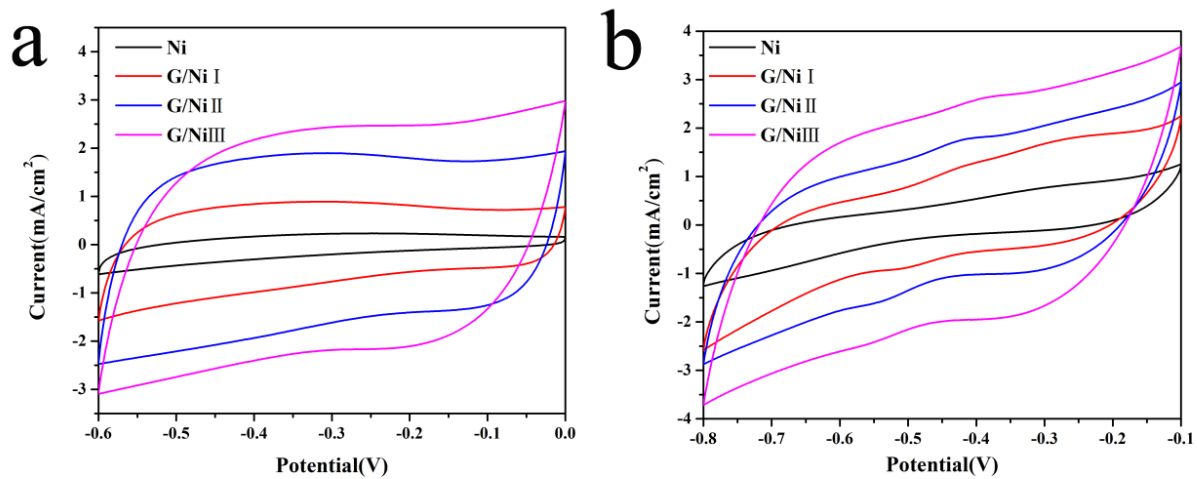 a
Ni
G/Ni Ⅰ
G/Ni Ⅱ
G/NiⅢ
Current(mA/cm²)
4
3
2
1
0
-1
-2
-3
-0.6 -0.5 -0.4 -0.3 -0.2 -0.1 0.0
Potential(V)
b
Ni
G/Ni Ⅰ
G/Ni Ⅱ
G/NiⅢ
Current(mA/cm²)
4
3
2
1
0
-1
-2
-3
-4
-0.8 -0.7 -0.6 -0.5 -0.4 -0.3 -0.2 -0.1
Potential(V)